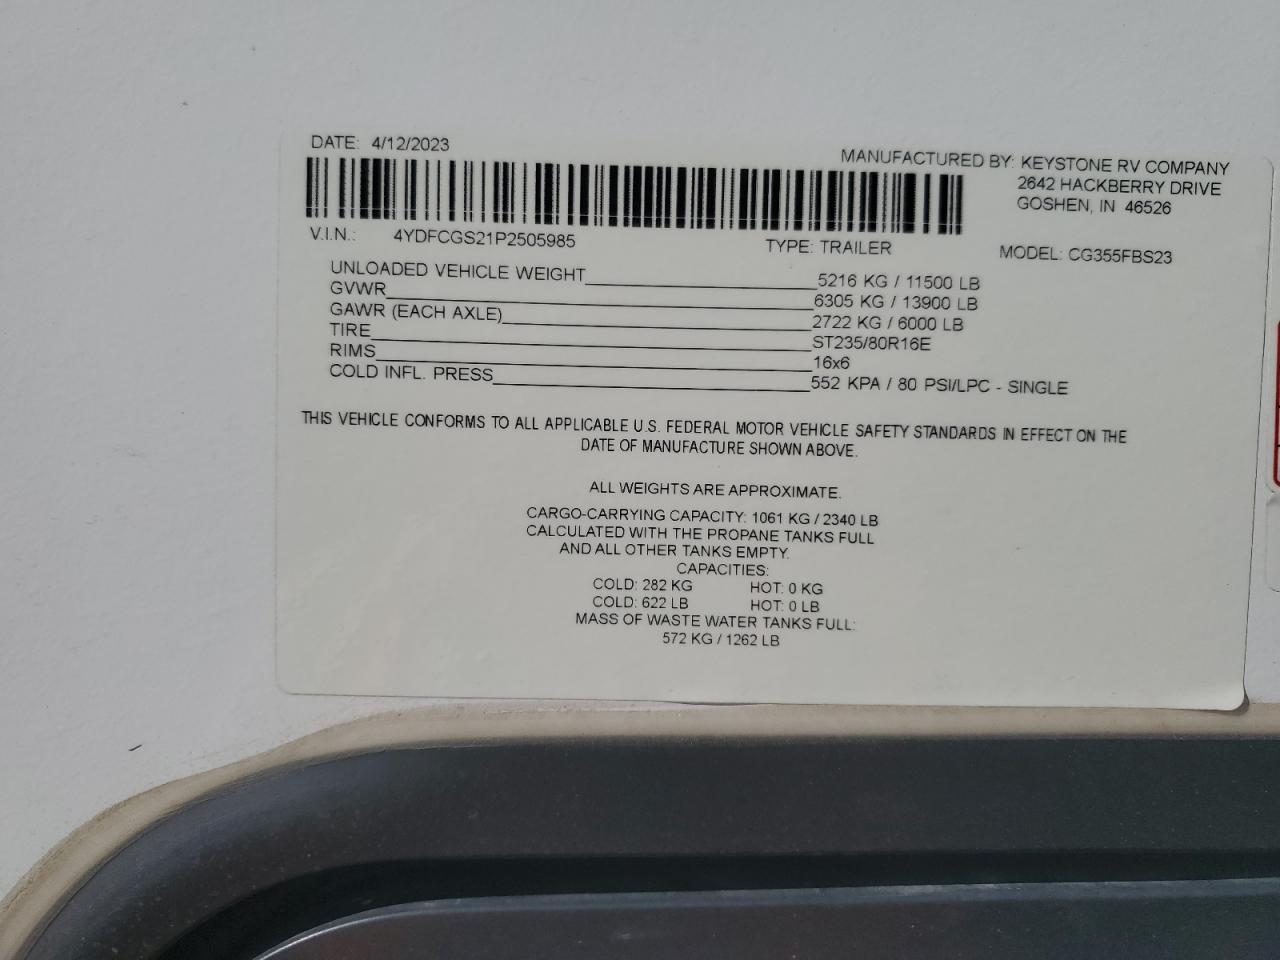 DATE: 4/12/2023
MANUFACTURED BY: KEYSTONE RV COMPANY
2642 HACKBERRY DRIVE
GOSHEN, IN 46526
V.I.N.: 4YDFCGS21P2505985 TYPE: TRAILER MODEL: CG355FBS23
UNLOADED VEHICLE WEIGHT 5216 KG / 11500 LB
GVWR 6305 KG / 13900 LB
GAWR (EACH AXLE) 2722 KG / 6000 LB
TIRE ST235/80R16E
RIMS 16x6
COLD INFL. PRESS 552 KPA / 80 PSI/LPC - SINGLE
THIS VEHICLE CONFORMS TO ALL APPLICABLE U.S. FEDERAL MOTOR VEHICLE SAFETY STANDARDS IN EFFECT ON THE
DATE OF MANUFACTURE SHOWN ABOVE.
ALL WEIGHTS ARE APPROXIMATE.
CARGO-CARRYING CAPACITY: 1061 KG / 2340 LB
CALCULATED WITH THE PROPANE TANKS FULL
AND ALL OTHER TANKS EMPTY.
CAPACITIES:
COLD: 282 KG HOT: 0 KG
COLD: 622 LB HOT: 0 LB
MASS OF WASTE WATER TANKS FULL:
572 KG / 1262 LB